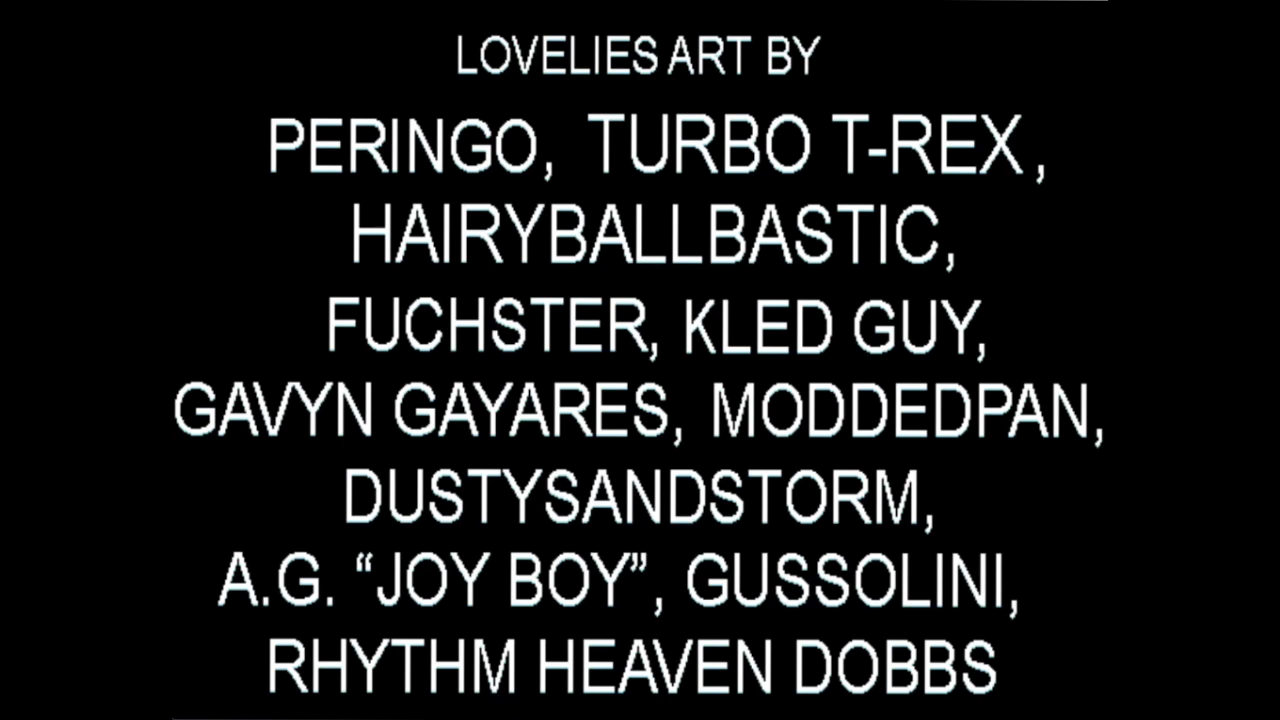 LOVELIES ART BY
PERINGO, TURBO T-REX,
HAIRYBALLBASTIC,
FUCHSTER, KLED GUY,
GAVYN GAYARES, MODDEDPAN,
DUSTYSANDSTORM,
A.G. “JOY BOY”, GUSSOLINI,
RHYTHM HEAVEN DOBBS